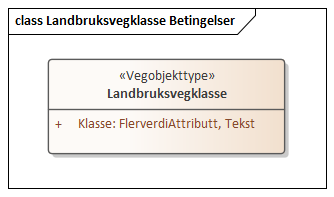 class Landbruksvegklasse Betingelser
«Vegobjekttype»
Landbruksvegklasse
+ Klasse: FlerverdiAttributt, Tekst